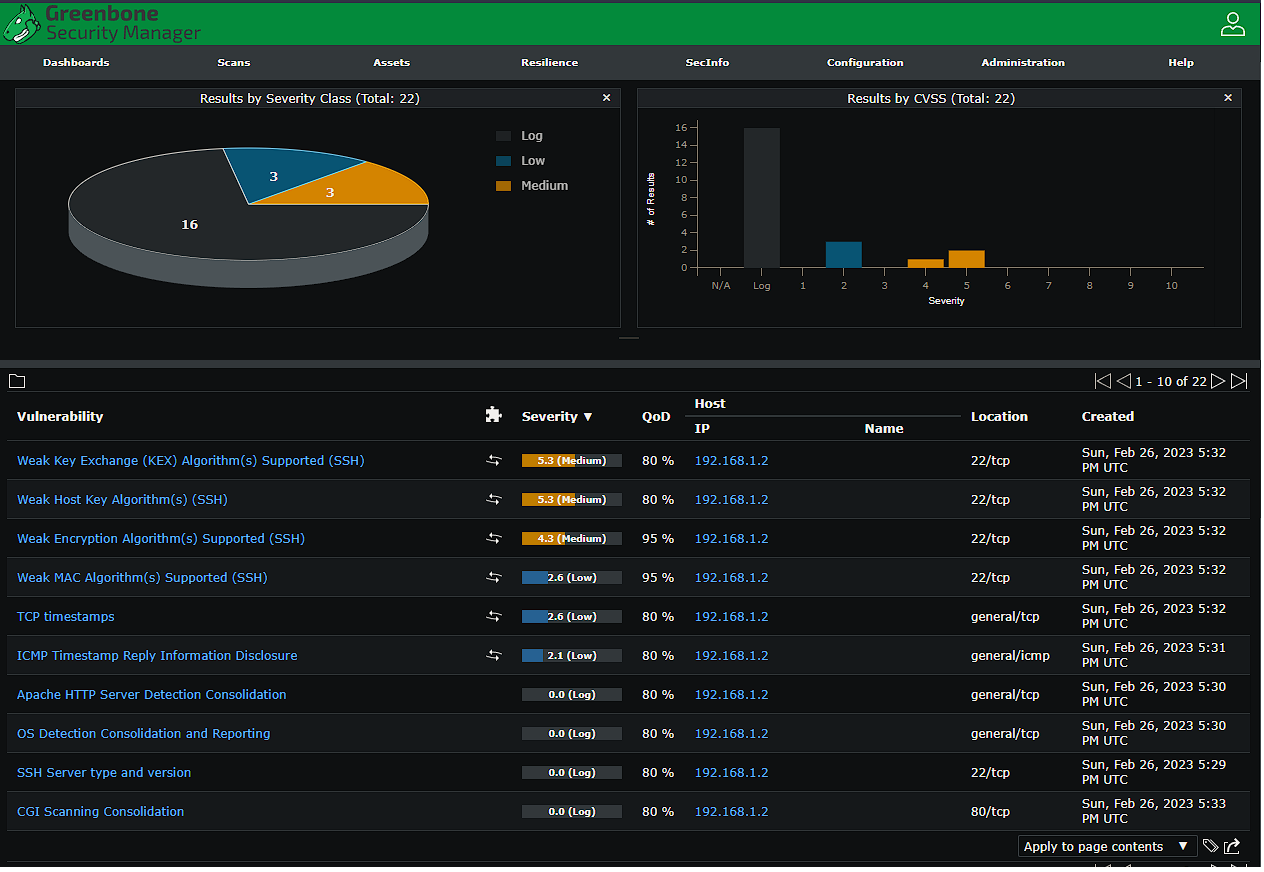 Greenbone
Security Manager
Dashboards Scans Assets Resilience SecInfo Configuration Administration Help
Results by Severity Class (Total: 22) ×
Log
Low
Medium
3
3
16
Results by CVSS (Total: 22) ×
# of Results
16
14
12
10
8
6
4
2
0
N/A Log 1 2 3 4 5 6 7 8 9 10
Severity
1 - 10 of 22
Vulnerability Severity ▼ QoD Host Location Created
IP Name
Weak Key Exchange (KEX) Algorithm(s) Supported (SSH) 5.3 (Medium) 80 % 192.168.1.2 22/tcp Sun, Feb 26, 2023 5:32
PM UTC
Weak Host Key Algorithm(s) (SSH) 5.3 (Medium) 80 % 192.168.1.2 22/tcp Sun, Feb 26, 2023 5:32
PM UTC
Weak Encryption Algorithm(s) Supported (SSH) 4.3 (Medium) 95 % 192.168.1.2 22/tcp Sun, Feb 26, 2023 5:32
PM UTC
Weak MAC Algorithm(s) Supported (SSH) 2.6 (Low) 95 % 192.168.1.2 22/tcp Sun, Feb 26, 2023 5:32
PM UTC
TCP timestamps 2.6 (Low) 80 % 192.168.1.2 general/tcp Sun, Feb 26, 2023 5:32
PM UTC
ICMP Timestamp Reply Information Disclosure 2.1 (Low) 80 % 192.168.1.2 general/icmp Sun, Feb 26, 2023 5:31
PM UTC
Apache HTTP Server Detection Consolidation 0.0 (Log) 80 % 192.168.1.2 general/tcp Sun, Feb 26, 2023 5:30
PM UTC
OS Detection Consolidation and Reporting 0.0 (Log) 80 % 192.168.1.2 general/tcp Sun, Feb 26, 2023 5:30
PM UTC
SSH Server type and version 0.0 (Log) 80 % 192.168.1.2 22/tcp Sun, Feb 26, 2023 5:29
PM UTC
CGI Scanning Consolidation 0.0 (Log) 80 % 192.168.1.2 80/tcp Sun, Feb 26, 2023 5:33
PM UTC
Apply to page contents ▼